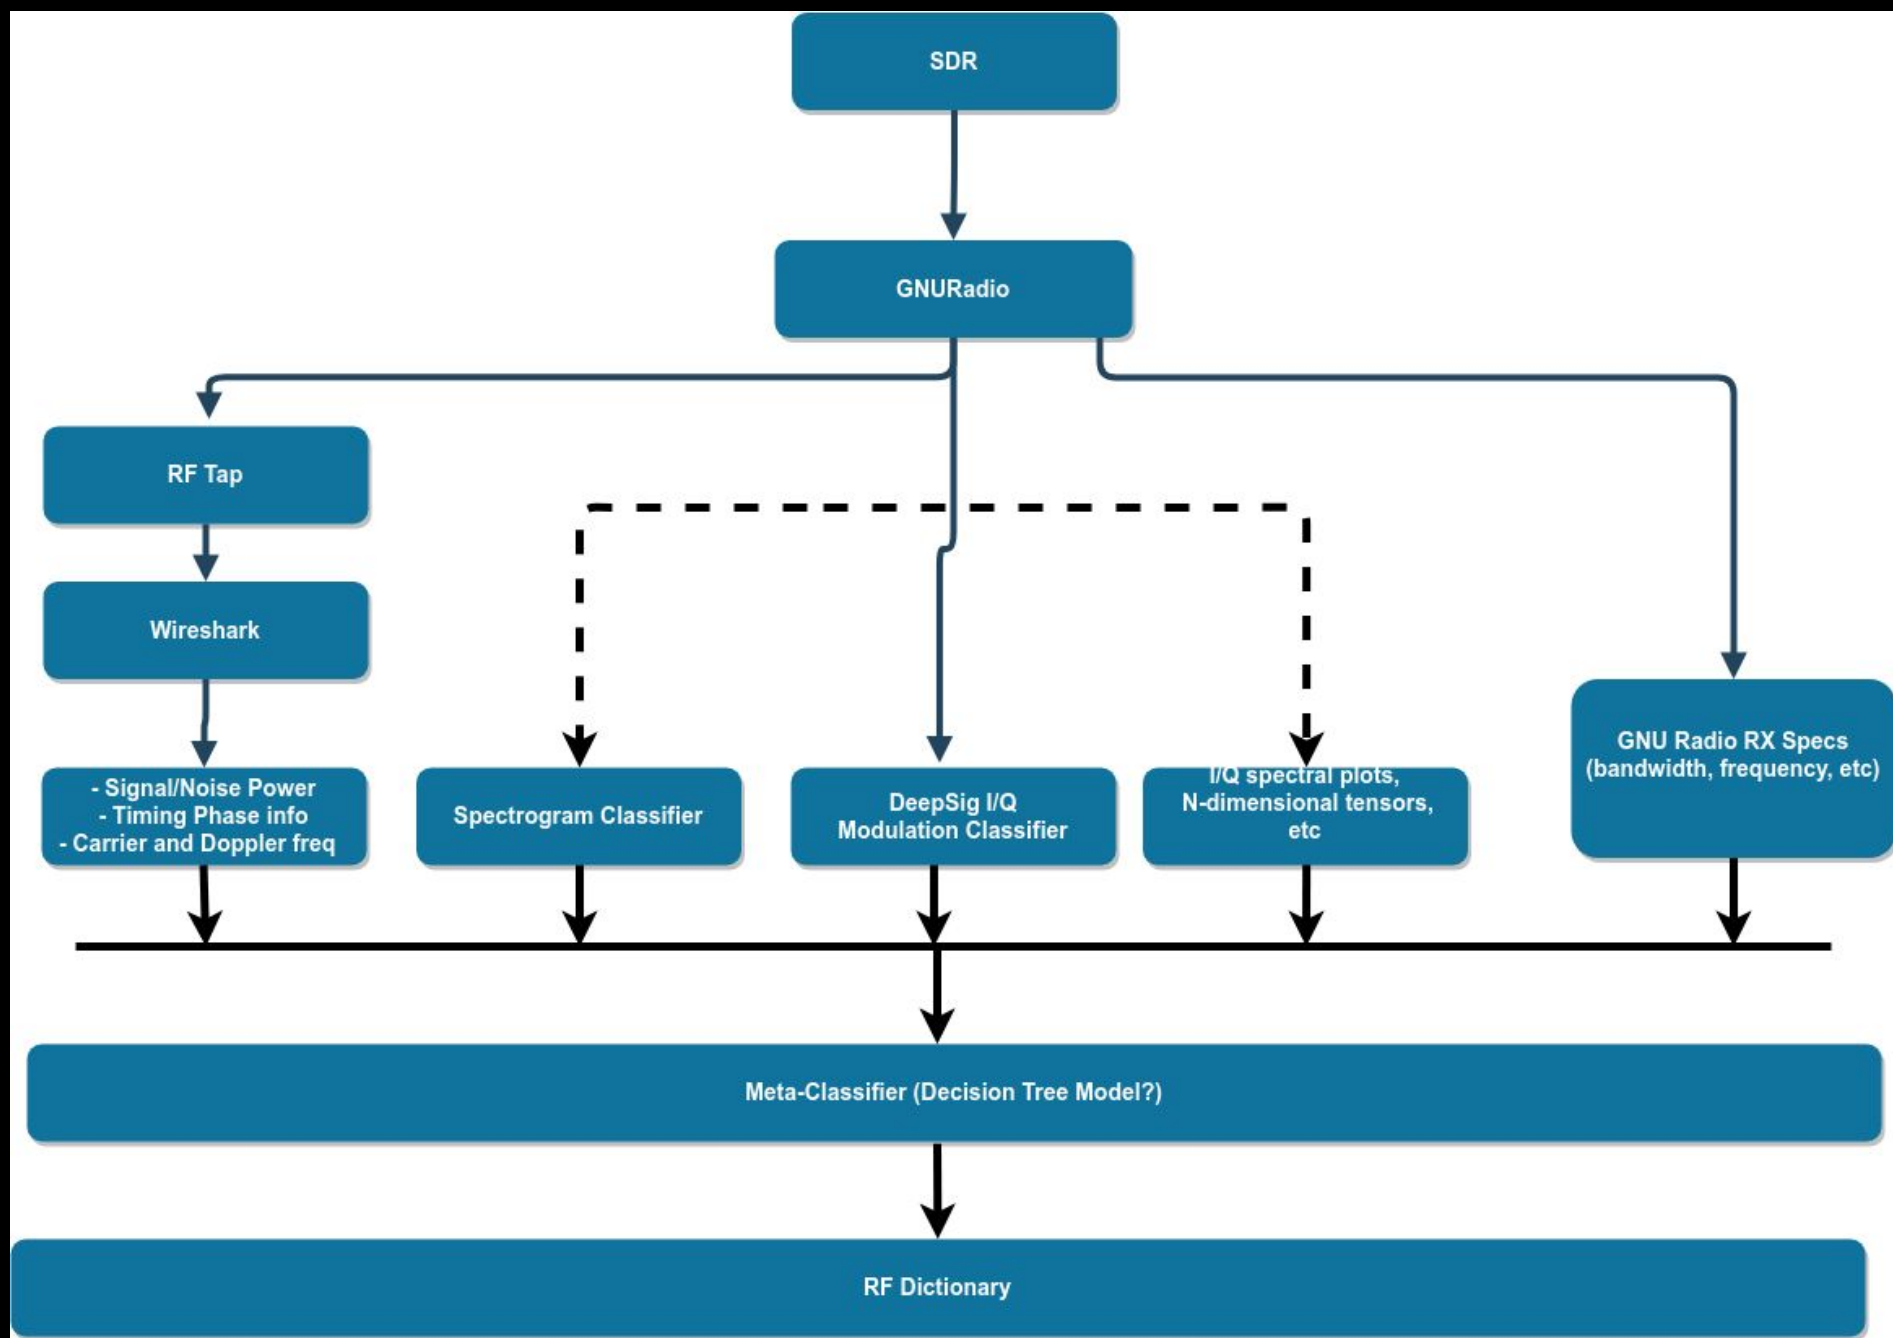 SDR
GNURadio
RF Tap
Wireshark
- Signal/Noise Power
- Timing Phase info
- Carrier and Doppler freq
Spectrogram Classifier
DeepSig I/Q
Modulation Classifier
I/Q spectral plots,
N-dimensional tensors,
etc
GNU Radio RX Specs
(bandwidth, frequency, etc)
Meta-Classifier (Decision Tree Model?)
RF Dictionary